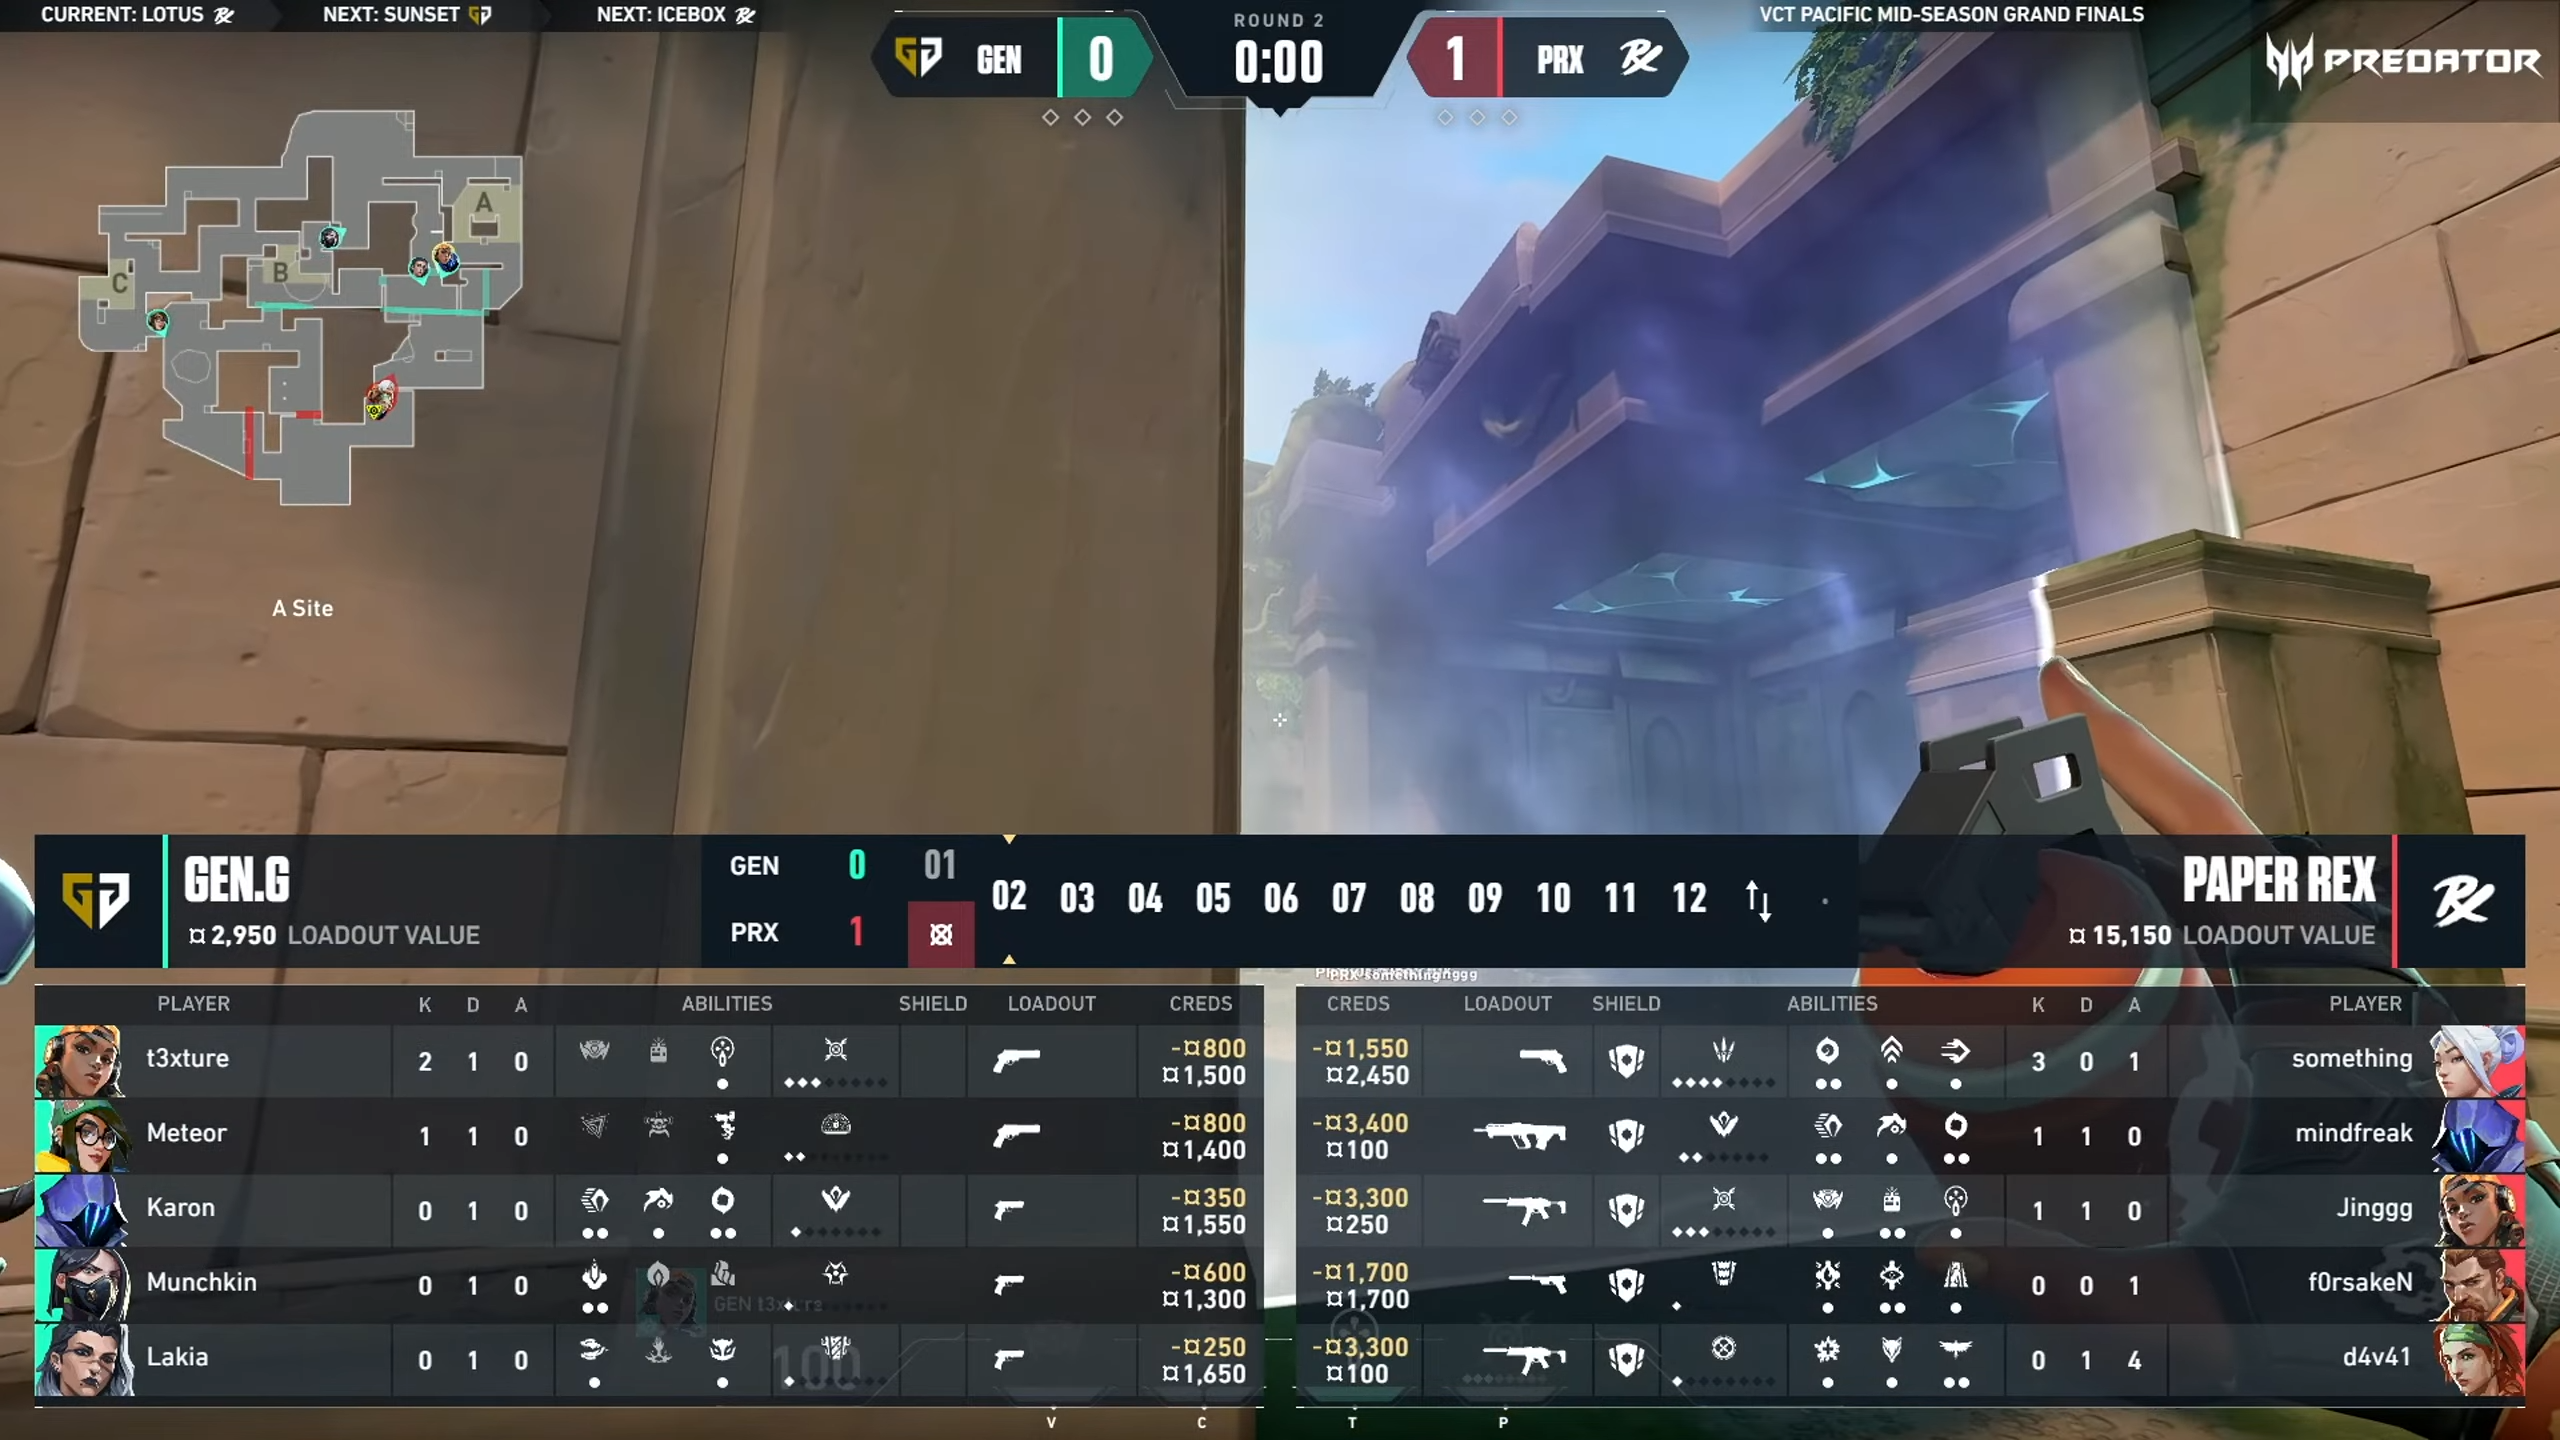 CURRENT: LOTUS
NEXT: SUNSET
NEXT: ICEBOX
GEN 0
ROUND 2
0:00
1 PRX
VCT PACIFIC MID-SEASON GRAND FINALS
PREDATOR
A
B
C
A Site
GEN.G
2,950 LOADOUT VALUE
GEN 0 01
PRX 1
02 03 04 05 06 07 08 09 10 11 12
PAPER REX
15,150 LOADOUT VALUE
PLAYER K D A ABILITIES SHIELD LOADOUT CREDS
t3xture 2 1 0 -800
1,500
Meteor 1 1 0 -800
1,400
Karon 0 1 0 -350
1,550
Munchkin 0 1 0 -600
1,300
GEN t3xture
Lakia 0 1 0 -250
1,650
100
CREDS LOADOUT SHIELD ABILITIES K D A PLAYER
-1,550 3 0 1 something
2,450
-3,400 1 1 0 mindfreak
100
-3,300 1 1 0 Jinggg
250
-1,700 0 0 1 f0rsakeN
1,700
-3,300 0 1 4 d4v41
100
V C T P